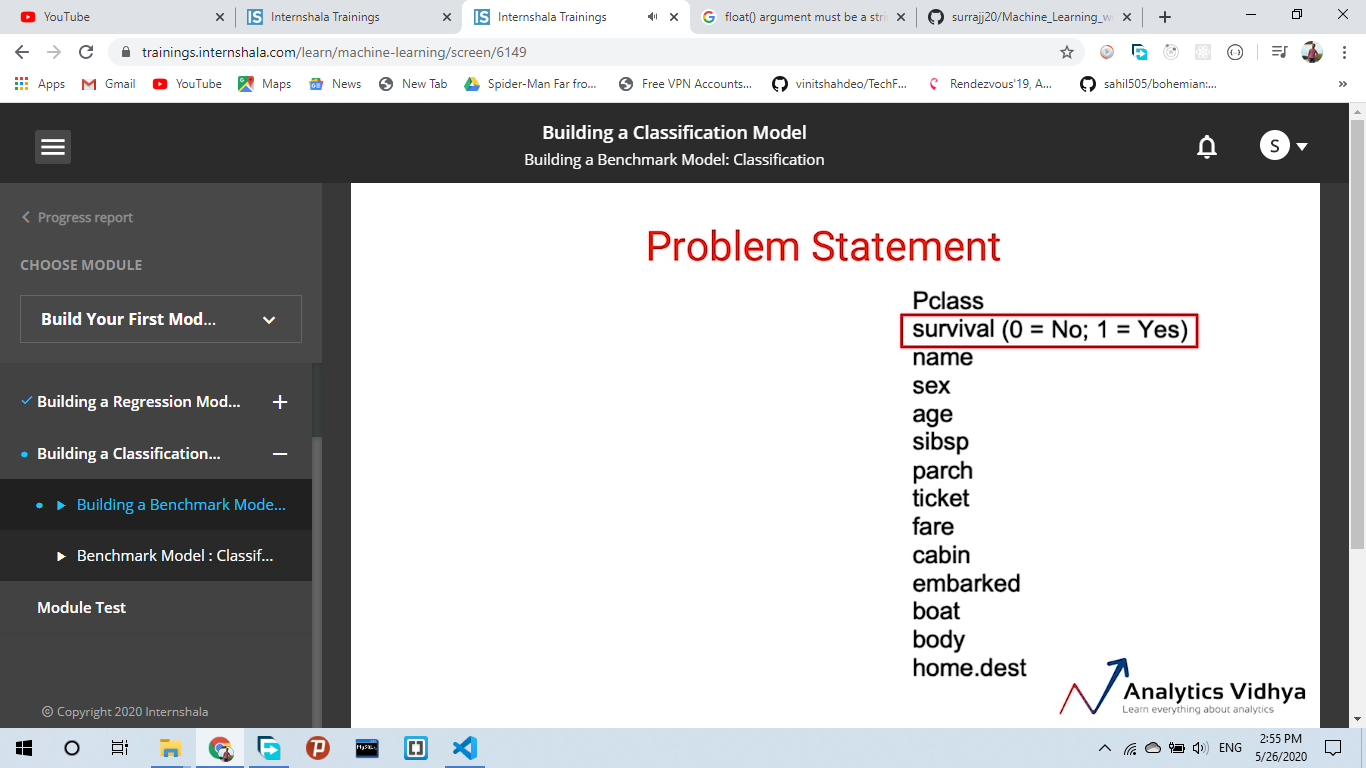 YouTube
Internshala Trainings
Internshala Trainings
float() argument must be a stri
surrajj20/Machine_Learning_w
trainings.internshala.com/learn/machine-learning/screen/6149
Apps
Gmail
YouTube
Maps
News
New Tab
Spider-Man Far fro...
Free VPN Accounts...
vinitshahdeo/TechF...
Rendezvous'19, A...
sahil505/bohemian:...
»
Building a Classification Model
Building a Benchmark Model: Classification
S
Progress report
CHOOSE MODULE
Build Your First Mod...
Building a Regression Mod...
Building a Classification...
Building a Benchmark Mode...
Benchmark Model : Classif...
Module Test
© Copyright 2020 Internshala
Problem Statement
Pclass
survival (0 = No; 1 = Yes)
name
sex
age
sibsp
parch
ticket
fare
cabin
embarked
boat
body
home.dest
Analytics Vidhya
Learn everything about analytics
MySQL
ENG
2:55 PM
5/26/2020